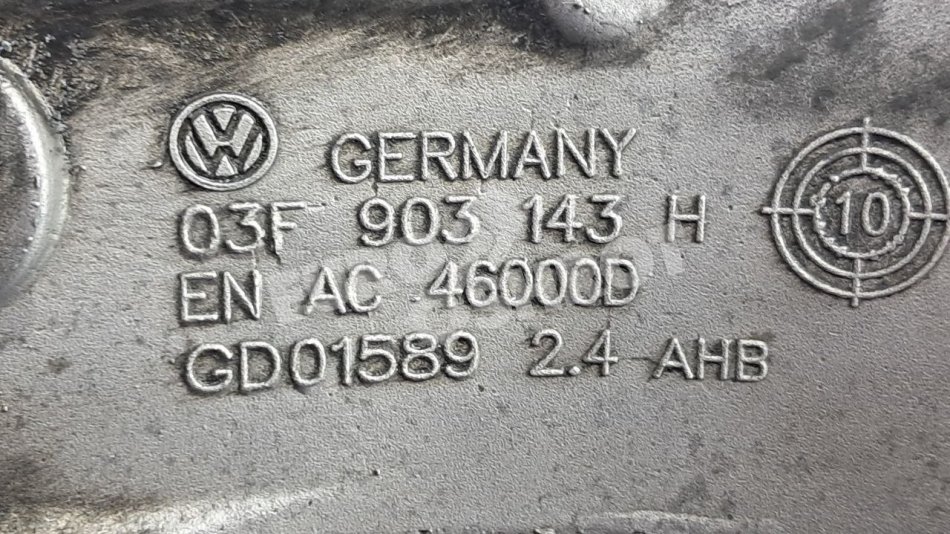 GERMANY
03F 903 143 H
EN AC 46000D
GD01589 2.4 AHB
10